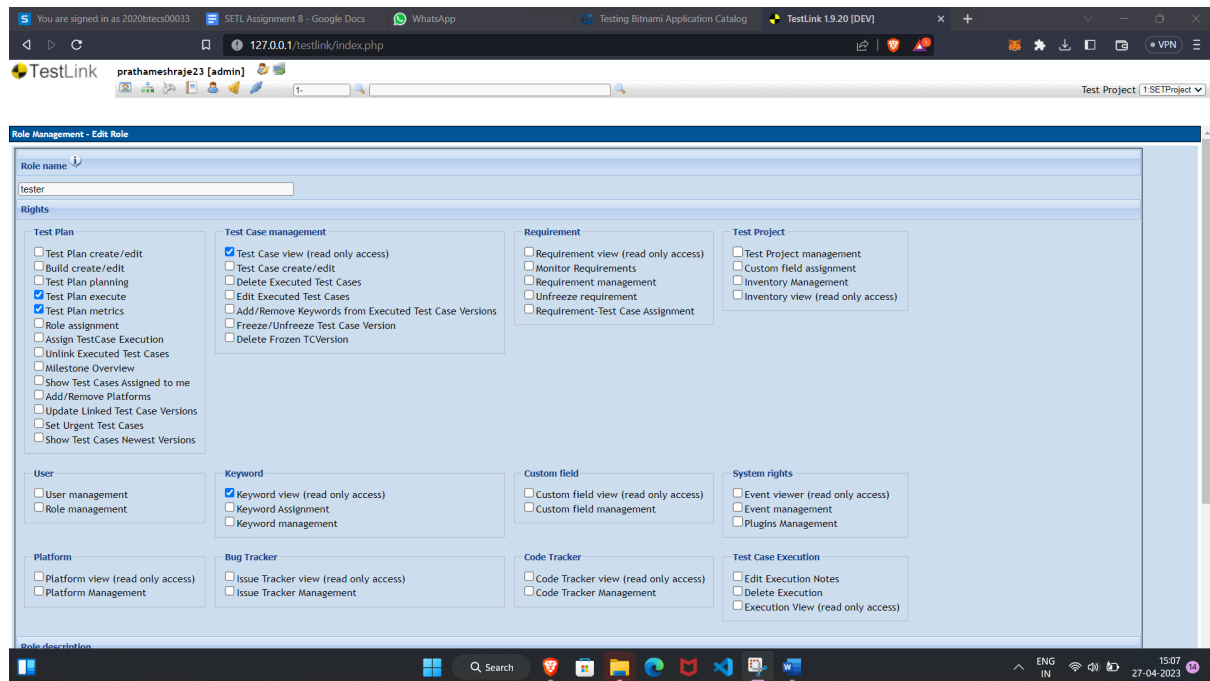 S You are signed in as 2020btecs00033
SETL Assignment 8 - Google Docs
WhatsApp
Testing Bitnami Application Catalog
TestLink 1.9.20 [DEV]
127.0.0.1/testlink/index.php
VPN
TestLink
prathameshraje23 [admin]
1-
Test Project 1:SETProject
Role Management - Edit Role
Role name
tester
Rights
Test Plan
Test Plan create/edit
Build create/edit
Test Plan planning
Test Plan execute
Test Plan metrics
Role assignment
Assign TestCase Execution
Unlink Executed Test Cases
Milestone Overview
Show Test Cases Assigned to me
Add/Remove Platforms
Update Linked Test Case Versions
Set Urgent Test Cases
Show Test Cases Newest Versions
Test Case management
Test Case view (read only access)
Test Case create/edit
Delete Executed Test Cases
Edit Executed Test Cases
Add/Remove Keywords from Executed Test Case Versions
Freeze/Unfreeze Test Case Version
Delete Frozen TCVersion
Requirement
Requirement view (read only access)
Monitor Requirements
Requirement management
Unfreeze requirement
Requirement-Test Case Assignment
Test Project
Test Project management
Custom field assignment
Inventory Management
Inventory view (read only access)
User
User management
Role management
Keyword
Keyword view (read only access)
Keyword Assignment
Keyword management
Custom field
Custom field view (read only access)
Custom field management
System rights
Event viewer (read only access)
Event management
Plugins Management
Platform
Platform view (read only access)
Platform Management
Bug Tracker
Issue Tracker view (read only access)
Issue Tracker Management
Code Tracker
Code Tracker view (read only access)
Code Tracker Management
Test Case Execution
Edit Execution Notes
Delete Execution
Execution View (read only access)
Role description
Search
ENG
IN
15:07
27-04-2023
14